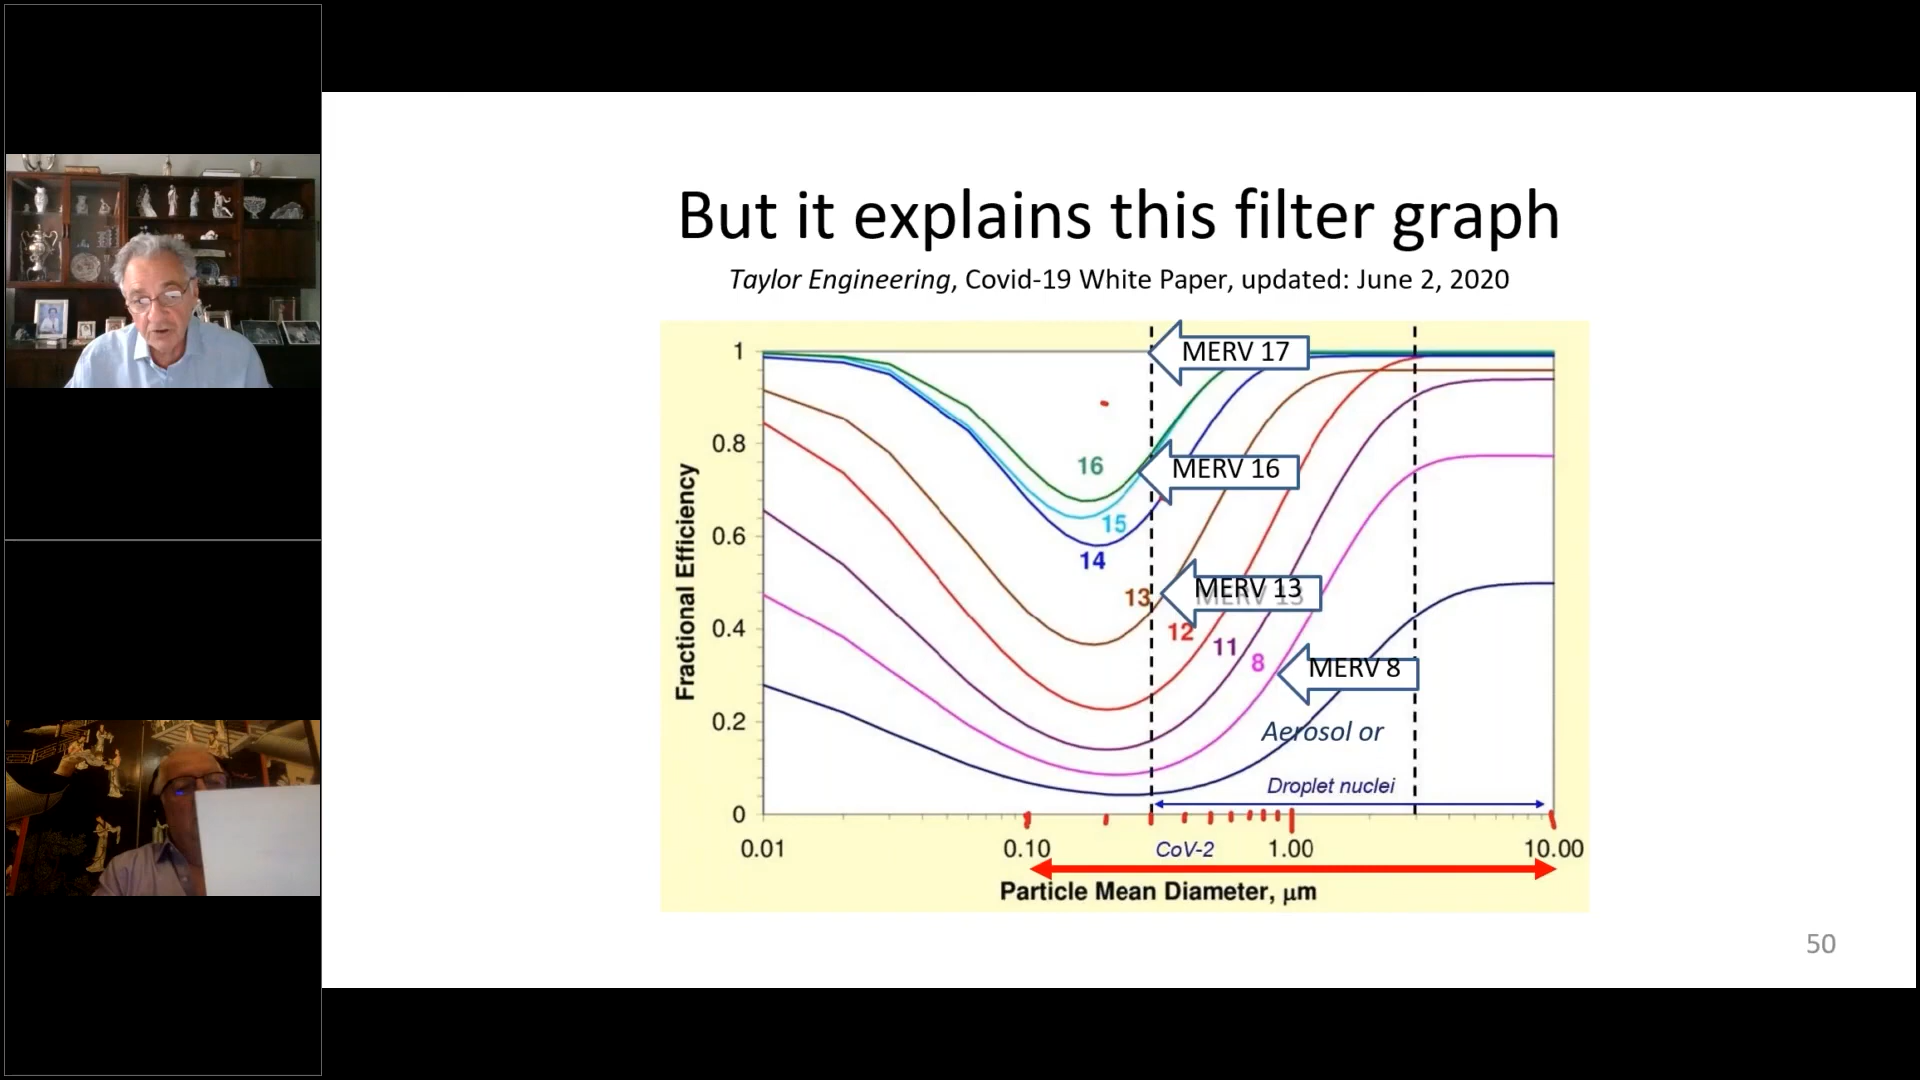 But it explains this filter graph
Taylor Engineering, Covid-19 White Paper, updated: June 2, 2020
1
0.8
0.6
0.4
0.2
0
Fractional Efficiency
MERV 17
MERV 16
MERV 13
MERV 13
MERV 8
16
15
14
13
12
11
8
Aerosol or
Droplet nuclei
0.01
0.10
CoV-2
1.00
10.00
Particle Mean Diameter, µm
50